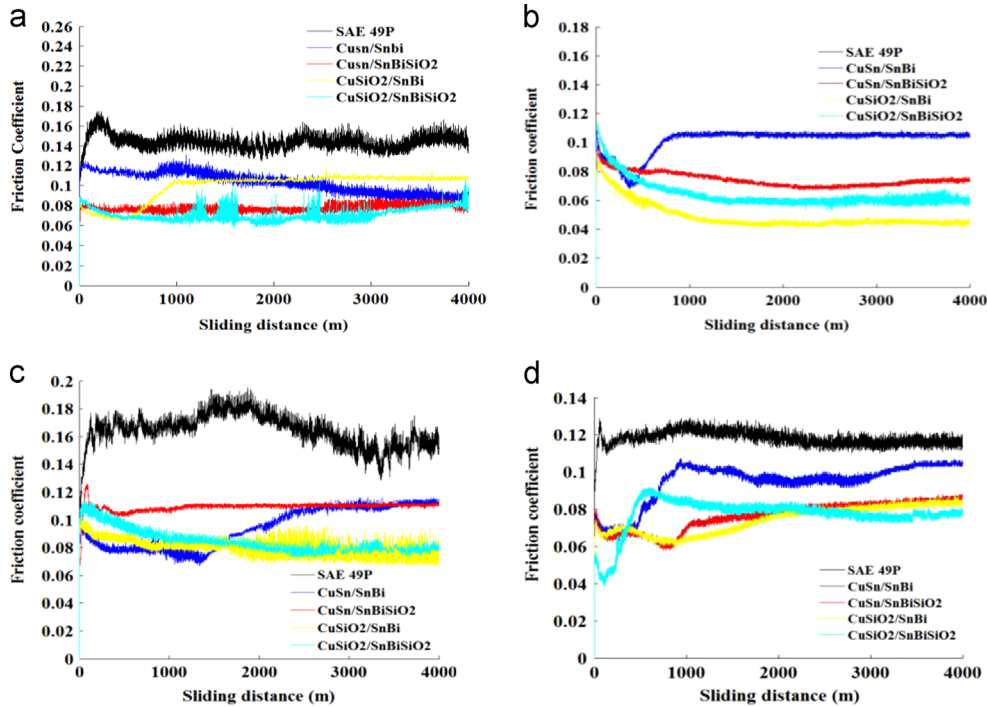 a
0.26
0.24
0.22
0.2
0.18
0.16
0.14
0.12
0.1
0.08
0.06
0.04
0.02
0
Friction Coefficient
SAE 49P
Cusn/Snbi
Cusn/SnBiSiO2
CuSiO2/SnBi
CuSiO2/SnBiSiO2
0 1000 2000 3000 4000
Sliding distance (m)
b
0.18
0.16
0.14
0.12
0.1
0.08
0.06
0.04
0.02
0
Friction coefficient
SAE 49P
CuSn/SnBi
CuSn/SnBiSiO2
CuSiO2/SnBi
CuSiO2/SnBiSiO2
0 1000 2000 3000 4000
Sliding distance (m)
c
0.2
0.18
0.16
0.14
0.12
0.1
0.08
0.06
0.04
0.02
0
Friction coefficient
SAE 49P
CuSn/SnBi
CuSn/SnBiSiO2
CuSiO2/SnBi
CuSiO2/SnBiSiO2
0 1000 2000 3000 4000
Sliding distance (m)
d
0.14
0.12
0.1
0.08
0.06
0.04
0.02
0
Friction coefficient
SAE 49P
CuSn/SnBi
CuSn/SnBiSiO2
CuSiO2/SnBi
CuSiO2/SnBiSiO2
0 1000 2000 3000 4000
Sliding distance (m)